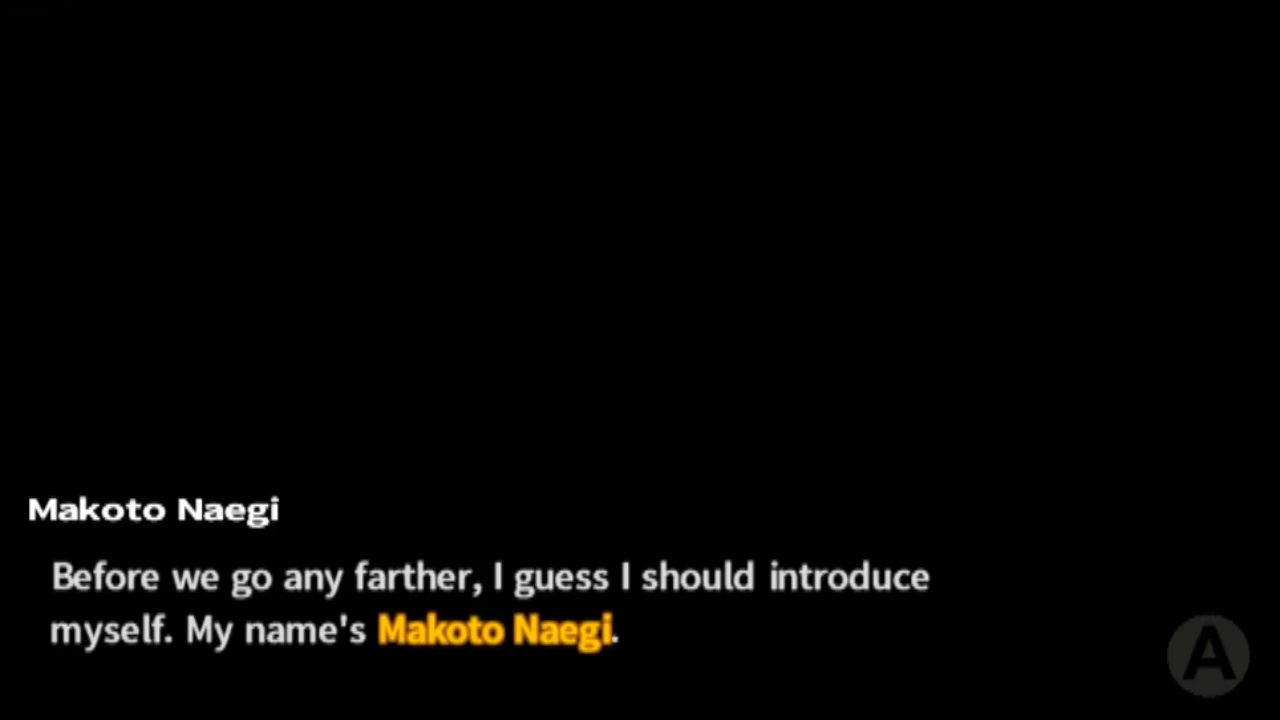 Makoto Naegi
Before we go any farther, I guess I should introduce
myself. My name's Makoto Naegi.
A